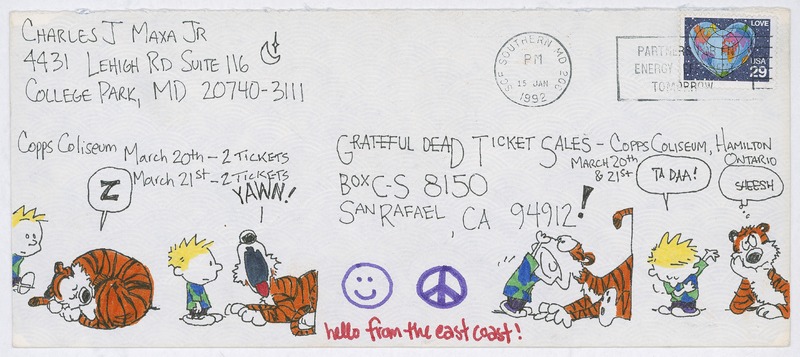 Charles J Maxa Jr
4431 Lehigh Rd Suite 116
College Park, MD 20740-3111
SCF SOUTHERN MD
PM
15 JAN
1992
ENERGY
TOMORROW
LOVE
USA
29
Copps Coliseum
March 20th - 2 Tickets
March 21st - 2 Tickets
Grateful Dead Ticket Sales - Copps Coliseum, Hamilton
Ontario
March 20th
& 21st
Box C-S 8150
San Rafael, CA 94912
Z
YAWN!
!
TA DAA!
SHEESH
hello from the east coast!